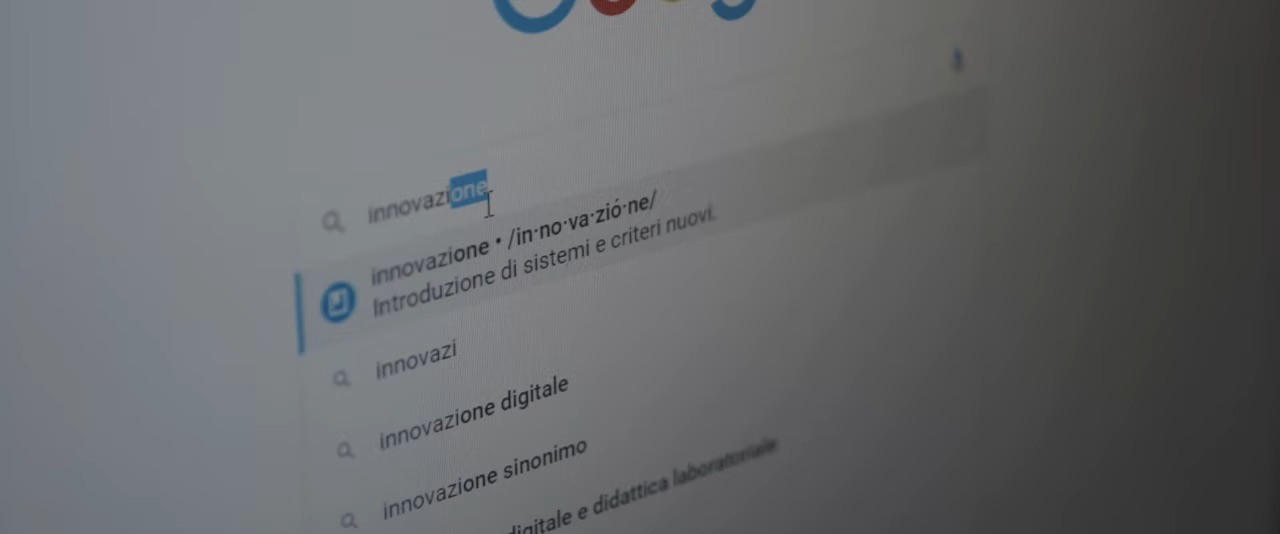 innovazione
innovazione • /in·no·va·zió·ne/
Introduzione di sistemi e criteri nuovi.
innovazi
innovazione digitale
innovazione sinonimo
digitale e didattica laboratoriale